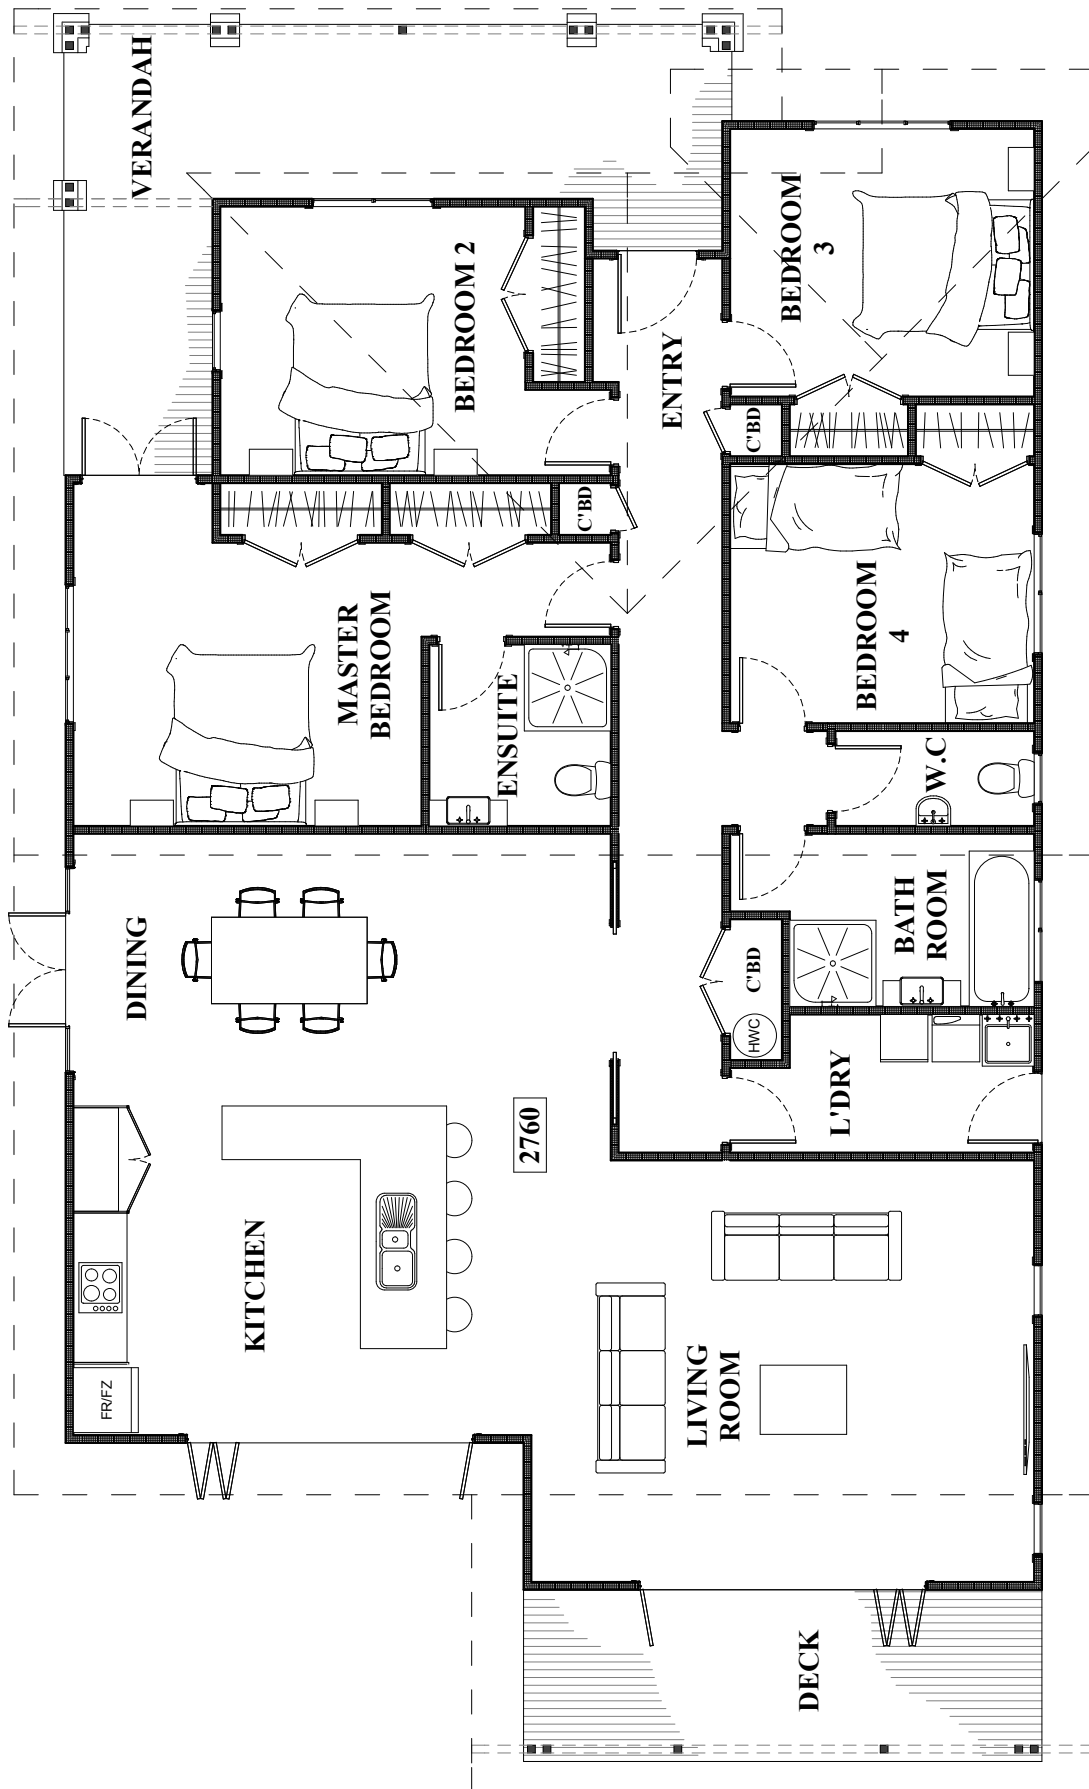 VERANDAH
BEDROOM 2
BEDROOM
3
ENTRY
C'BD
C'BD
MASTER
BEDROOM
ENSUITE
BEDROOM
4
W.C
DINING
BATH
ROOM
C'BD
HWC
L'DRY
2760
KITCHEN
FR/FZ
LIVING
ROOM
DECK